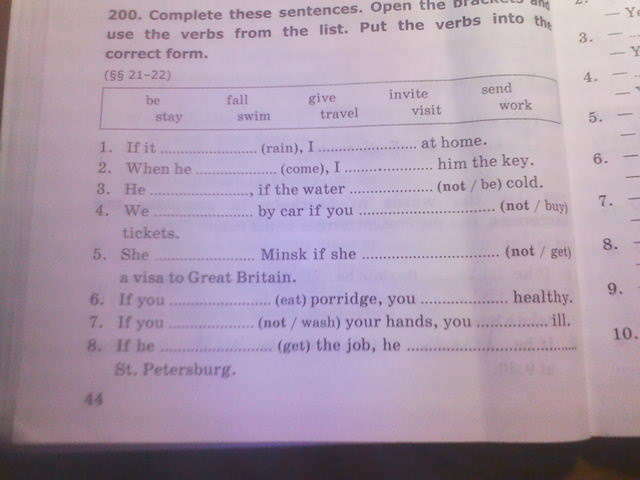 200. Complete these sentences. Open the brackets and
use the verbs from the list. Put the verbs into the
correct form.
(§§ 21–22)
be fall give invite send
stay swim travel visit work
1. If it ........................ (rain), I ........................ at home.
2. When he .................... (come), I ...................... him the key.
3. He ........................, if the water .................... (not / be) cold.
4. We ........................ by car if you .................................. (not / buy)
tickets.
5. She ........................ Minsk if she .................................. (not / get)
a visa to Great Britain.
6. If you ......................... (eat) porridge, you ..................... healthy.
7. If you ..................... (not / wash) your hands, you ................. ill.
8. If he ........................... (get) the job, he .........................................
St. Petersburg.
44
2.
— Ye
3. — ...
— Y
4. —
—
5. —
6. —
—
7. —
8. —
9.
10.